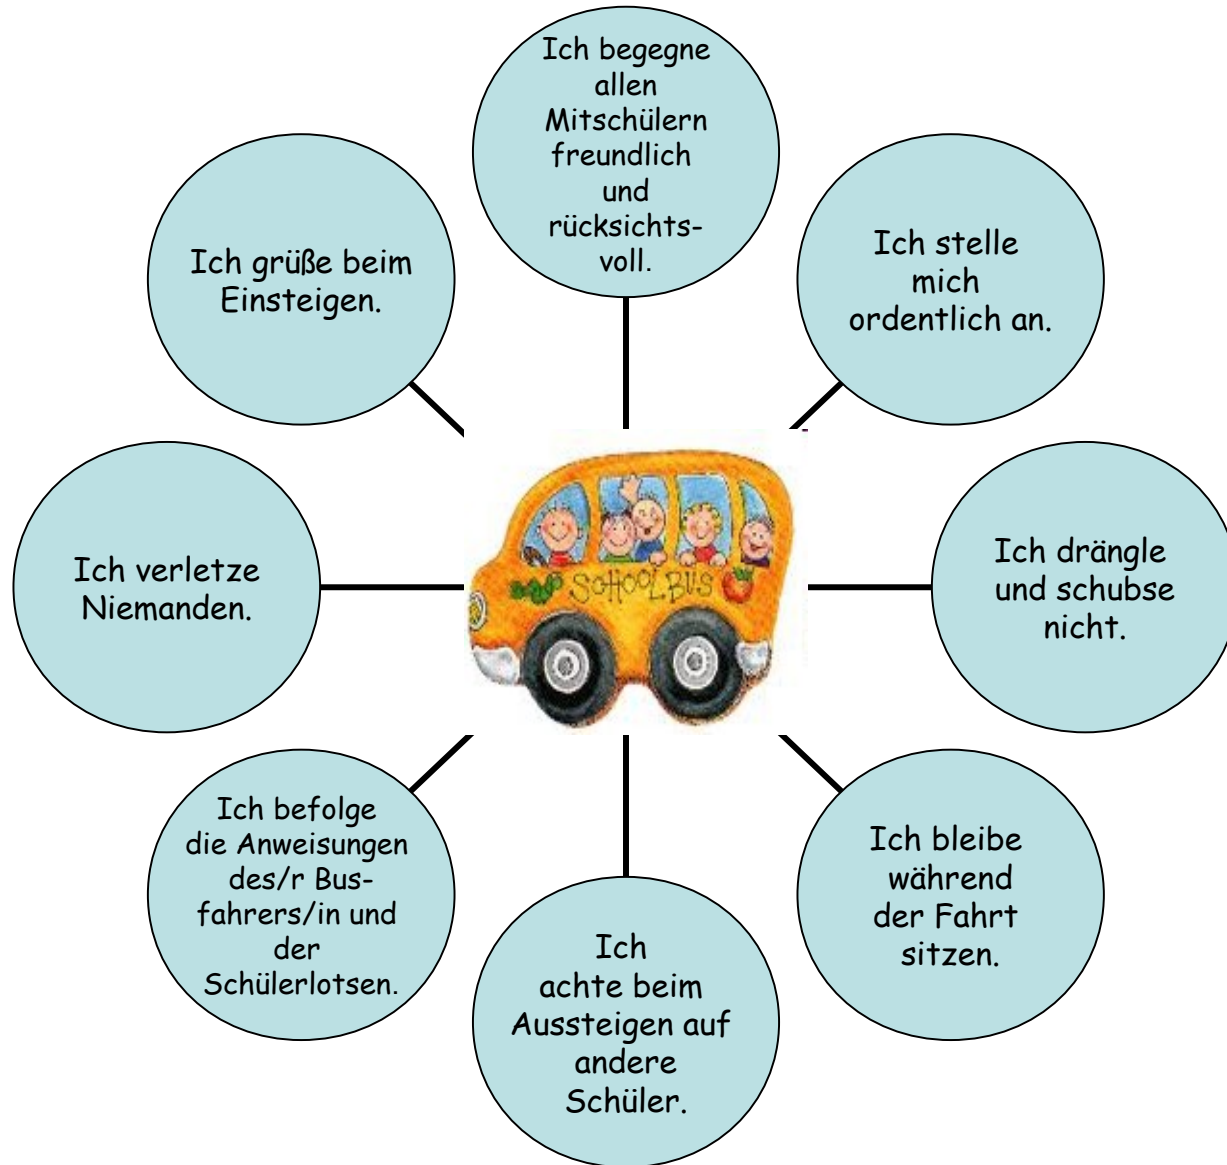 Ich begegne
allen
Mitschülern
freundlich
und
rücksichts-
voll.
Ich stelle
mich
ordentlich an.
Ich drängle
und schubse
nicht.
Ich bleibe
während
der Fahrt
sitzen.
Ich
achte beim
Aussteigen auf
andere
Schüler.
Ich befolge
die Anweisungen
des/r Bus-
fahrers/in und
der
Schülerlotsen.
Ich verletze
Niemanden.
Ich grüße beim
Einsteigen.
SCHOOL BUS